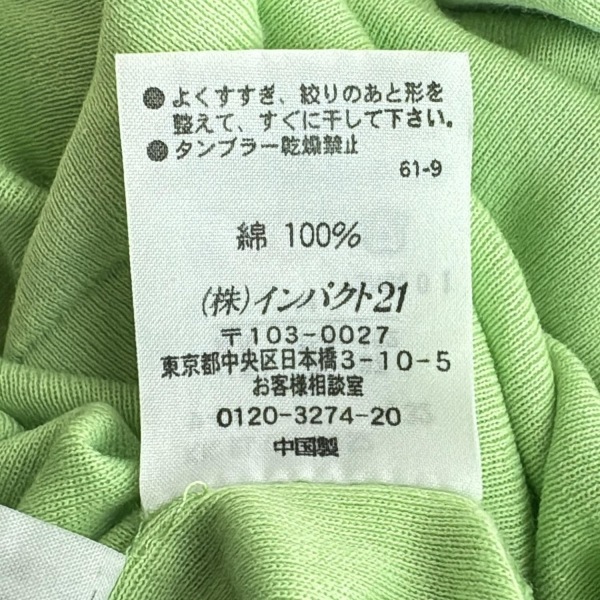 ● よくすすぎ、絞りのあと形を
整えて、すぐに干して下さい。
● タンブラー乾燥禁止
61-9
綿 100%
(株)インパクト21
〒103-0027
東京都中央区日本橋3-10-5
お客様相談室
0120-3274-20
中国製